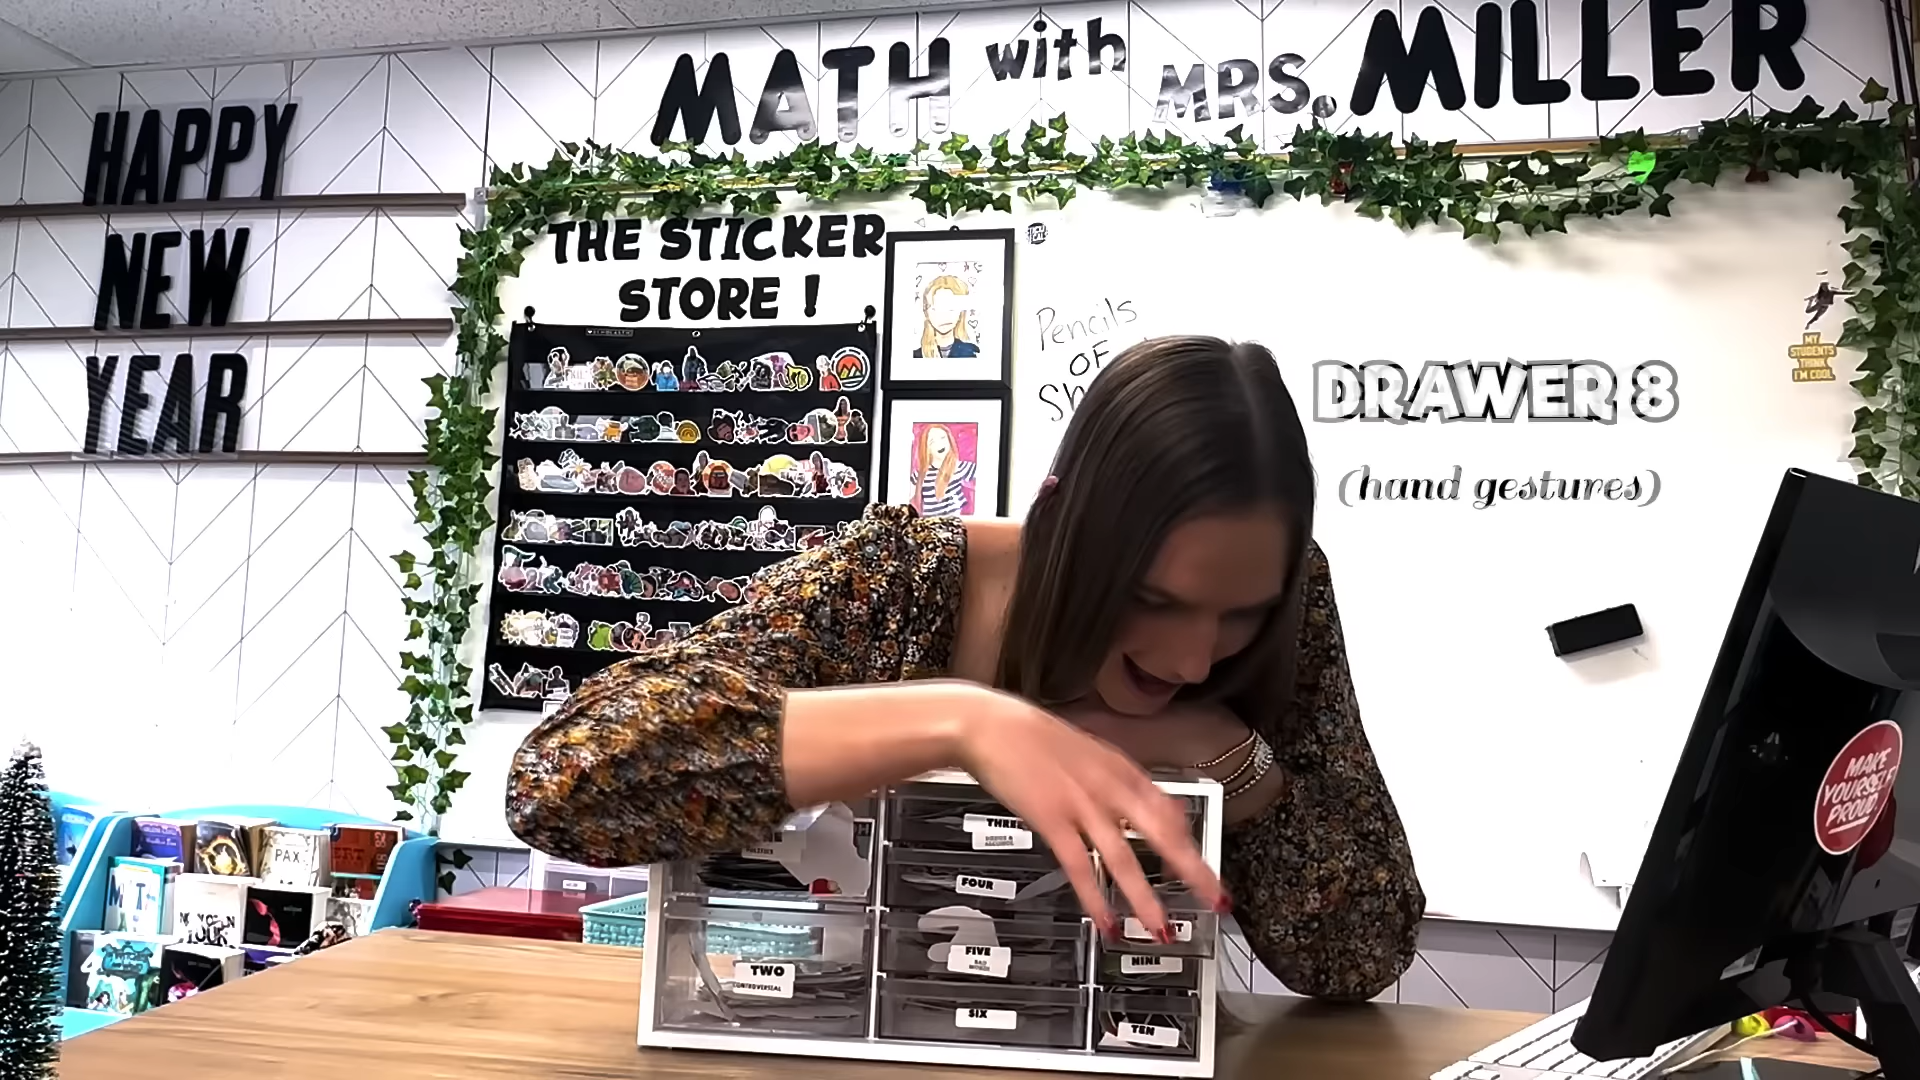 MATH with MRS. MILLER
HAPPY
NEW
YEAR
THE STICKER
STORE !
Pencils
OF
DRAWER 8
(hand gestures)
MY
STUDENTS
THINK
I'M COOL
MAKE
YOURSELF
PROUD.
THREE
FOUR
FIVE
BAD
WORDS
SIX
TWO
CONTROVERSIAL
NINE
TEN
PAX